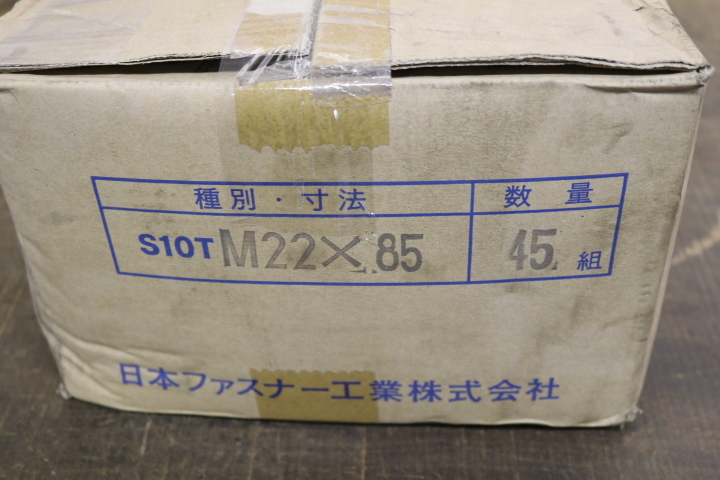 種別・寸法 数量
S10T M22×85 45 組
日本ファスナー工業株式会社